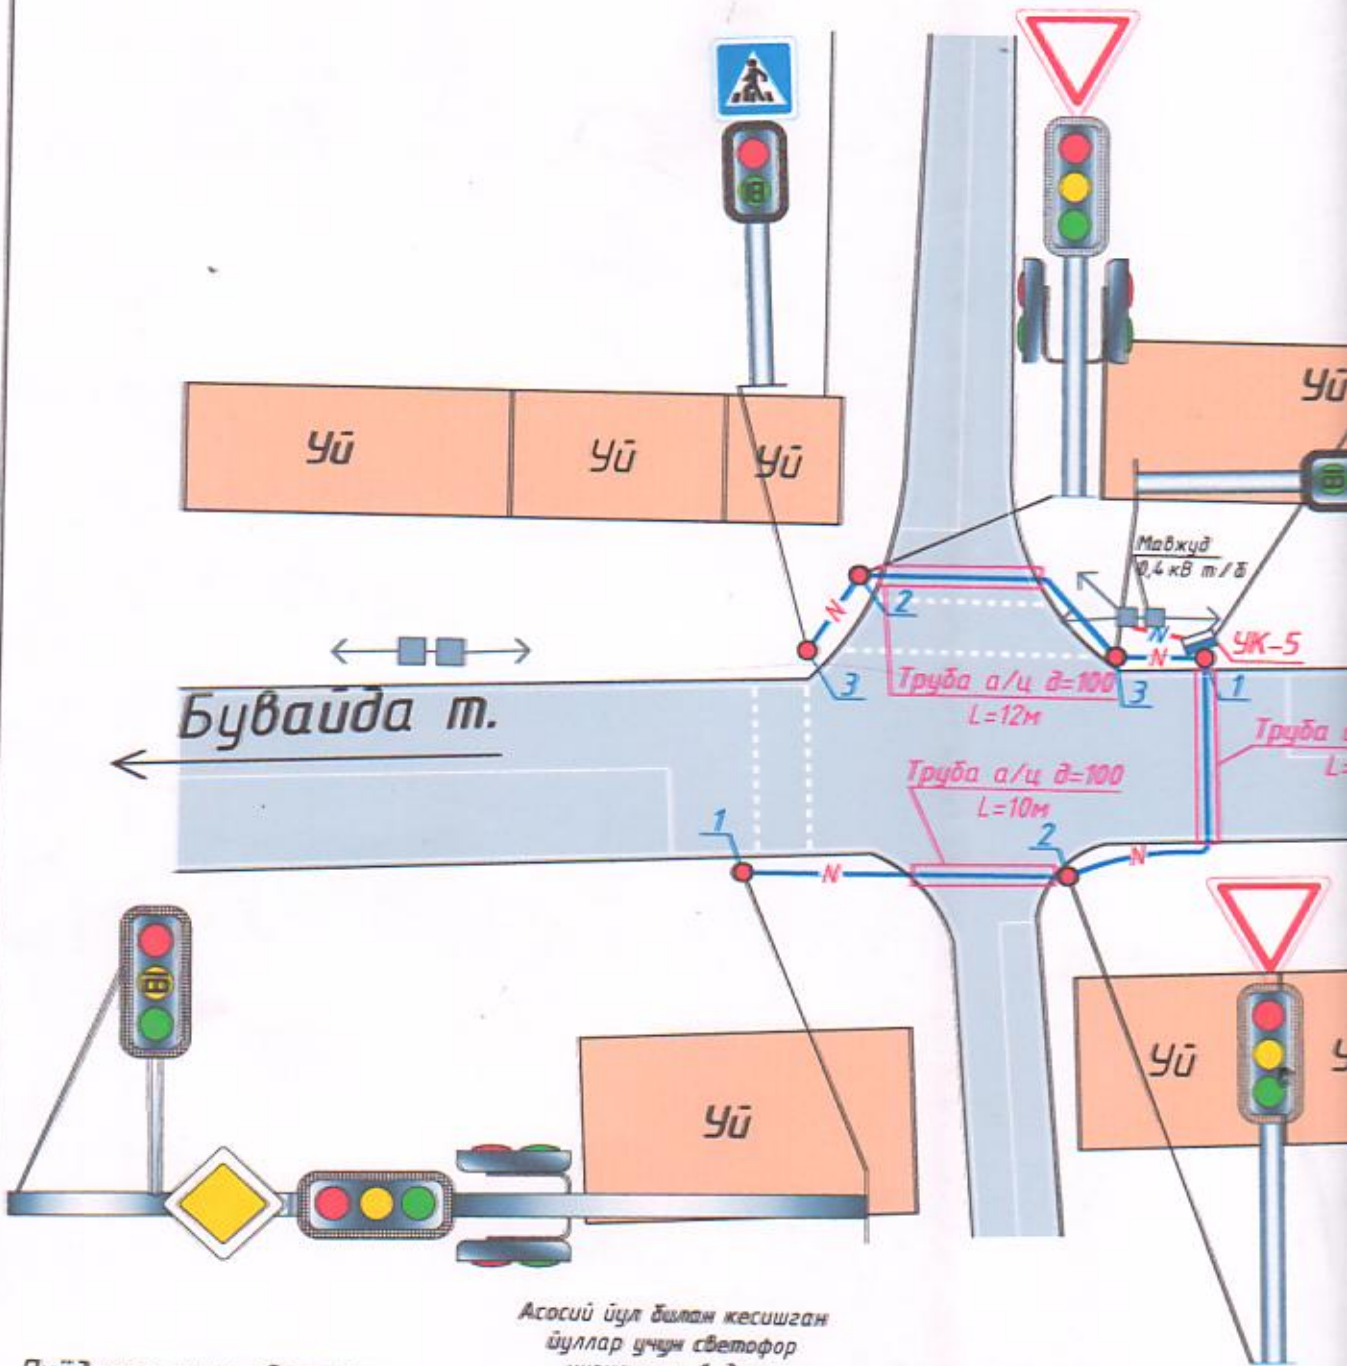 Уй
Уй
Уй
Уй
Мавжуд
0,4 кВ т/б
N
2
N
N
УК-5
3
3
1
Труба а/ц d=100
L=12м
Бувайда т.
Труба
L=
Труба а/ц d=100
L=10м
1
2
N
N
Уй
Уй
Асосий йул билан кесишган
йуллар учун светофор